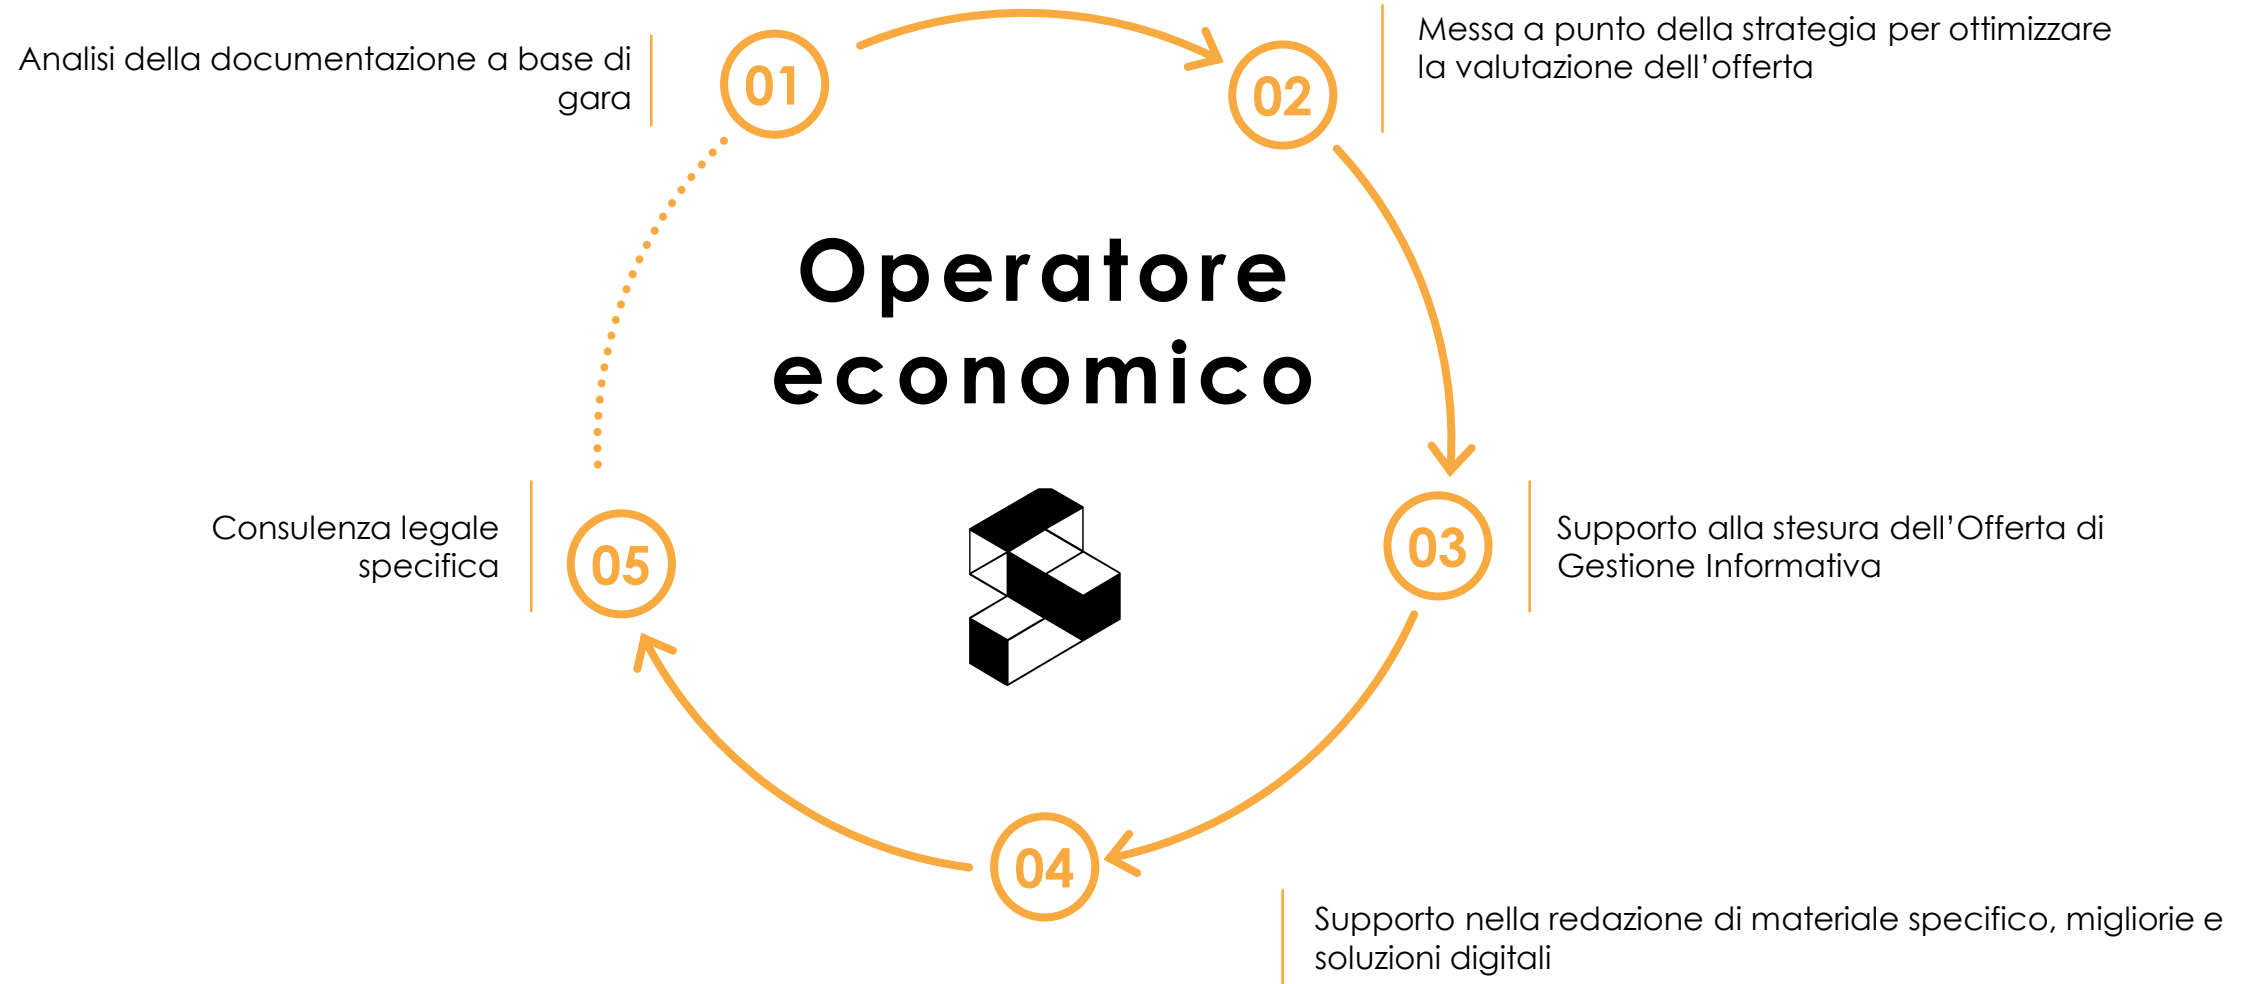 Analisi della documentazione a base di
gara
01
02
Messa a punto della strategia per ottimizzare
la valutazione dell’offerta
Operatore
economico
03
Supporto alla stesura dell’Offerta di
Gestione Informativa
04
Supporto nella redazione di materiale specifico, migliorie e
soluzioni digitali
05
Consulenza legale
specifica